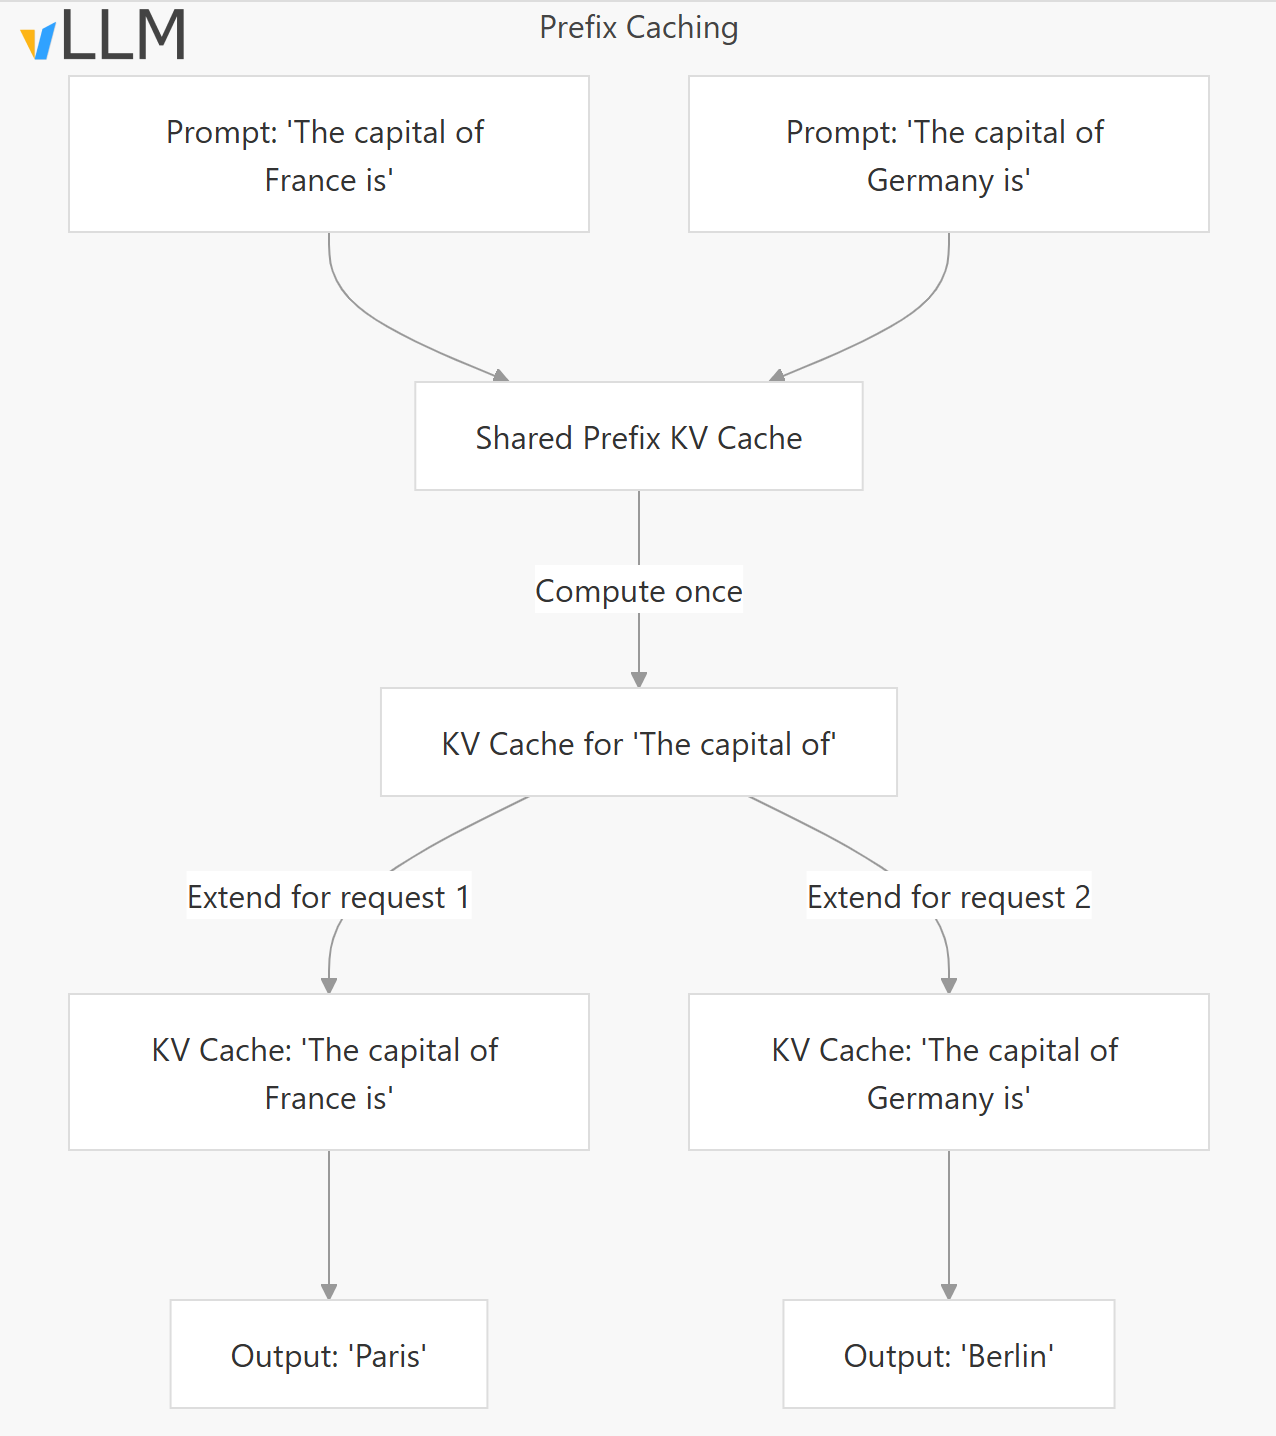 vLLM
Prefix Caching
Prompt: 'The capital of
France is'
Prompt: 'The capital of
Germany is'
Shared Prefix KV Cache
Compute once
KV Cache for 'The capital of'
Extend for request 1
Extend for request 2
KV Cache: 'The capital of
France is'
KV Cache: 'The capital of
Germany is'
Output: 'Paris'
Output: 'Berlin'